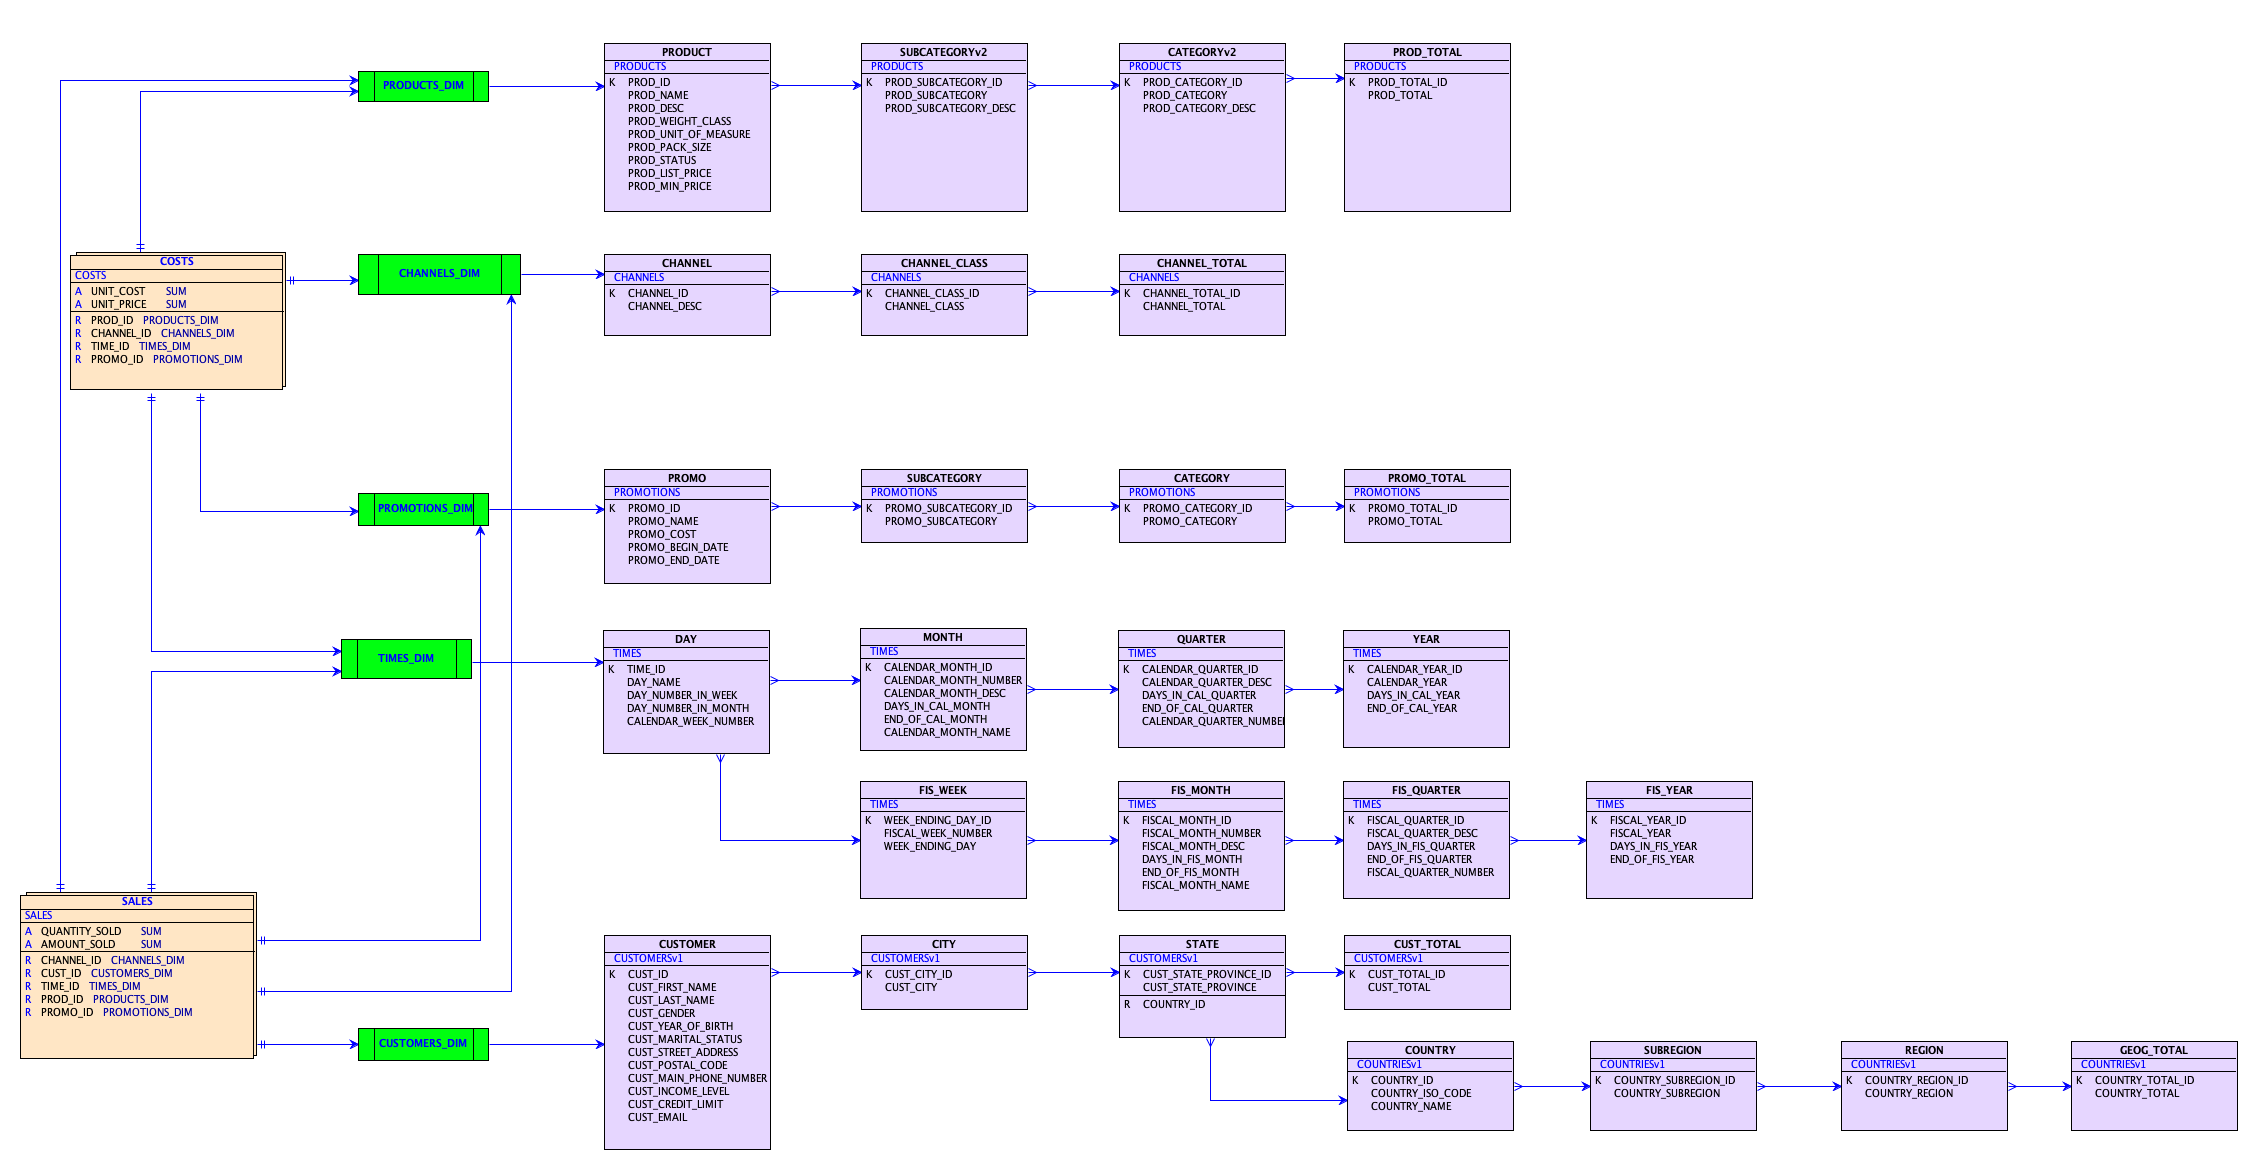 PRODUCTS_DIM
PRODUCT
PRODUCTS
K PROD_ID
PROD_NAME
PROD_DESC
PROD_WEIGHT_CLASS
PROD_UNIT_OF_MEASURE
PROD_PACK_SIZE
PROD_STATUS
PROD_LIST_PRICE
PROD_MIN_PRICE
SUBCATEGORYv2
PRODUCTS
K PROD_SUBCATEGORY_ID
PROD_SUBCATEGORY
PROD_SUBCATEGORY_DESC
CATEGORYv2
PRODUCTS
K PROD_CATEGORY_ID
PROD_CATEGORY
PROD_CATEGORY_DESC
PROD_TOTAL
PRODUCTS
K PROD_TOTAL_ID
PROD_TOTAL
COSTS
COSTS
A UNIT_COST SUM
A UNIT_PRICE SUM
R PROD_ID PRODUCTS_DIM
R CHANNEL_ID CHANNELS_DIM
R TIME_ID TIMES_DIM
R PROMO_ID PROMOTIONS_DIM
CHANNELS_DIM
CHANNEL
CHANNELS
K CHANNEL_ID
CHANNEL_DESC
CHANNEL_CLASS
CHANNELS
K CHANNEL_CLASS_ID
CHANNEL_CLASS
CHANNEL_TOTAL
CHANNELS
K CHANNEL_TOTAL_ID
CHANNEL_TOTAL
PROMOTIONS_DIM
PROMO
PROMOTIONS
K PROMO_ID
PROMO_NAME
PROMO_COST
PROMO_BEGIN_DATE
PROMO_END_DATE
SUBCATEGORY
PROMOTIONS
K PROMO_SUBCATEGORY_ID
PROMO_SUBCATEGORY
CATEGORY
PROMOTIONS
K PROMO_CATEGORY_ID
PROMO_CATEGORY
PROMO_TOTAL
PROMOTIONS
K PROMO_TOTAL_ID
PROMO_TOTAL
TIMES_DIM
DAY
TIMES
K TIME_ID
DAY_NAME
DAY_NUMBER_IN_WEEK
DAY_NUMBER_IN_MONTH
CALENDAR_WEEK_NUMBER
MONTH
TIMES
K CALENDAR_MONTH_ID
CALENDAR_MONTH_NUMBER
CALENDAR_MONTH_DESC
DAYS_IN_CAL_MONTH
END_OF_CAL_MONTH
CALENDAR_MONTH_NAME
QUARTER
TIMES
K CALENDAR_QUARTER_ID
CALENDAR_QUARTER_DESC
DAYS_IN_CAL_QUARTER
END_OF_CAL_QUARTER
CALENDAR_QUARTER_NUMBE
YEAR
TIMES
K CALENDAR_YEAR_ID
CALENDAR_YEAR
DAYS_IN_CAL_YEAR
END_OF_CAL_YEAR
FIS_WEEK
TIMES
K WEEK_ENDING_DAY_ID
FISCAL_WEEK_NUMBER
WEEK_ENDING_DAY
FIS_MONTH
TIMES
K FISCAL_MONTH_ID
FISCAL_MONTH_NUMBER
FISCAL_MONTH_DESC
DAYS_IN_FIS_MONTH
END_OF_FIS_MONTH
FISCAL_MONTH_NAME
FIS_QUARTER
TIMES
K FISCAL_QUARTER_ID
FISCAL_QUARTER_DESC
DAYS_IN_FIS_QUARTER
END_OF_FIS_QUARTER
FISCAL_QUARTER_NUMBER
FIS_YEAR
TIMES
K FISCAL_YEAR_ID
FISCAL_YEAR
DAYS_IN_FIS_YEAR
END_OF_FIS_YEAR
SALES
SALES
A QUANTITY_SOLD SUM
A AMOUNT_SOLD SUM
R CHANNEL_ID CHANNELS_DIM
R CUST_ID CUSTOMERS_DIM
R TIME_ID TIMES_DIM
R PROD_ID PRODUCTS_DIM
R PROMO_ID PROMOTIONS_DIM
CUSTOMERS_DIM
CUSTOMER
CUSTOMERSv1
K CUST_ID
CUST_FIRST_NAME
CUST_LAST_NAME
CUST_GENDER
CUST_YEAR_OF_BIRTH
CUST_MARITAL_STATUS
CUST_STREET_ADDRESS
CUST_POSTAL_CODE
CUST_MAIN_PHONE_NUMBER
CUST_INCOME_LEVEL
CUST_CREDIT_LIMIT
CUST_EMAIL
CITY
CUSTOMERSv1
K CUST_CITY_ID
CUST_CITY
STATE
CUSTOMERSv1
K CUST_STATE_PROVINCE_ID
CUST_STATE_PROVINCE
R COUNTRY_ID
CUST_TOTAL
CUSTOMERSv1
K CUST_TOTAL_ID
CUST_TOTAL
COUNTRY
COUNTRIESv1
K COUNTRY_ID
COUNTRY_ISO_CODE
COUNTRY_NAME
SUBREGION
COUNTRIESv1
K COUNTRY_SUBREGION_ID
COUNTRY_SUBREGION
REGION
COUNTRIESv1
K COUNTRY_REGION_ID
COUNTRY_REGION
GEOG_TOTAL
COUNTRIESv1
K COUNTRY_TOTAL_ID
COUNTRY_TOTAL